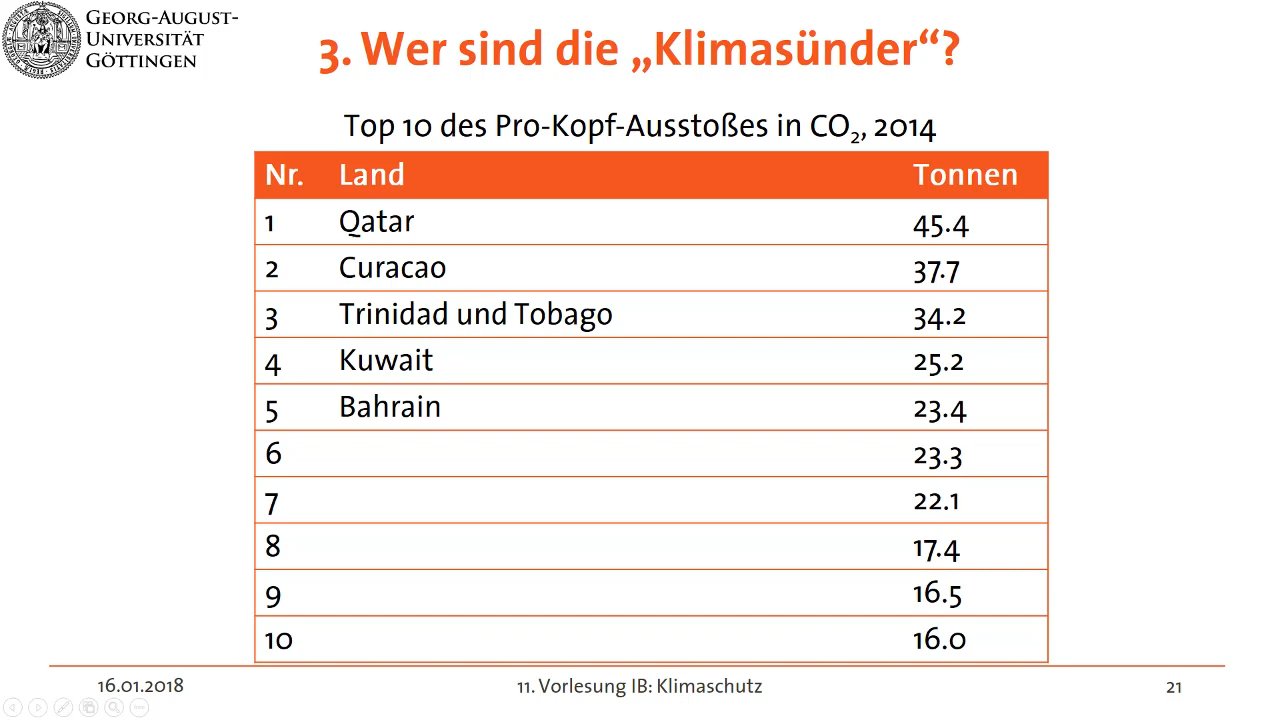 GEORG-AUGUST-
UNIVERSITÄT
GÖTTINGEN
3. Wer sind die „Klimasünder“?
Top 10 des Pro-Kopf-Ausstoßes in CO₂, 2014
Nr. Land Tonnen
1 Qatar 45.4
2 Curacao 37.7
3 Trinidad und Tobago 34.2
4 Kuwait 25.2
5 Bahrain 23.4
6 23.3
7 22.1
8 17.4
9 16.5
10 16.0
16.01.2018 11. Vorlesung IB: Klimaschutz 21